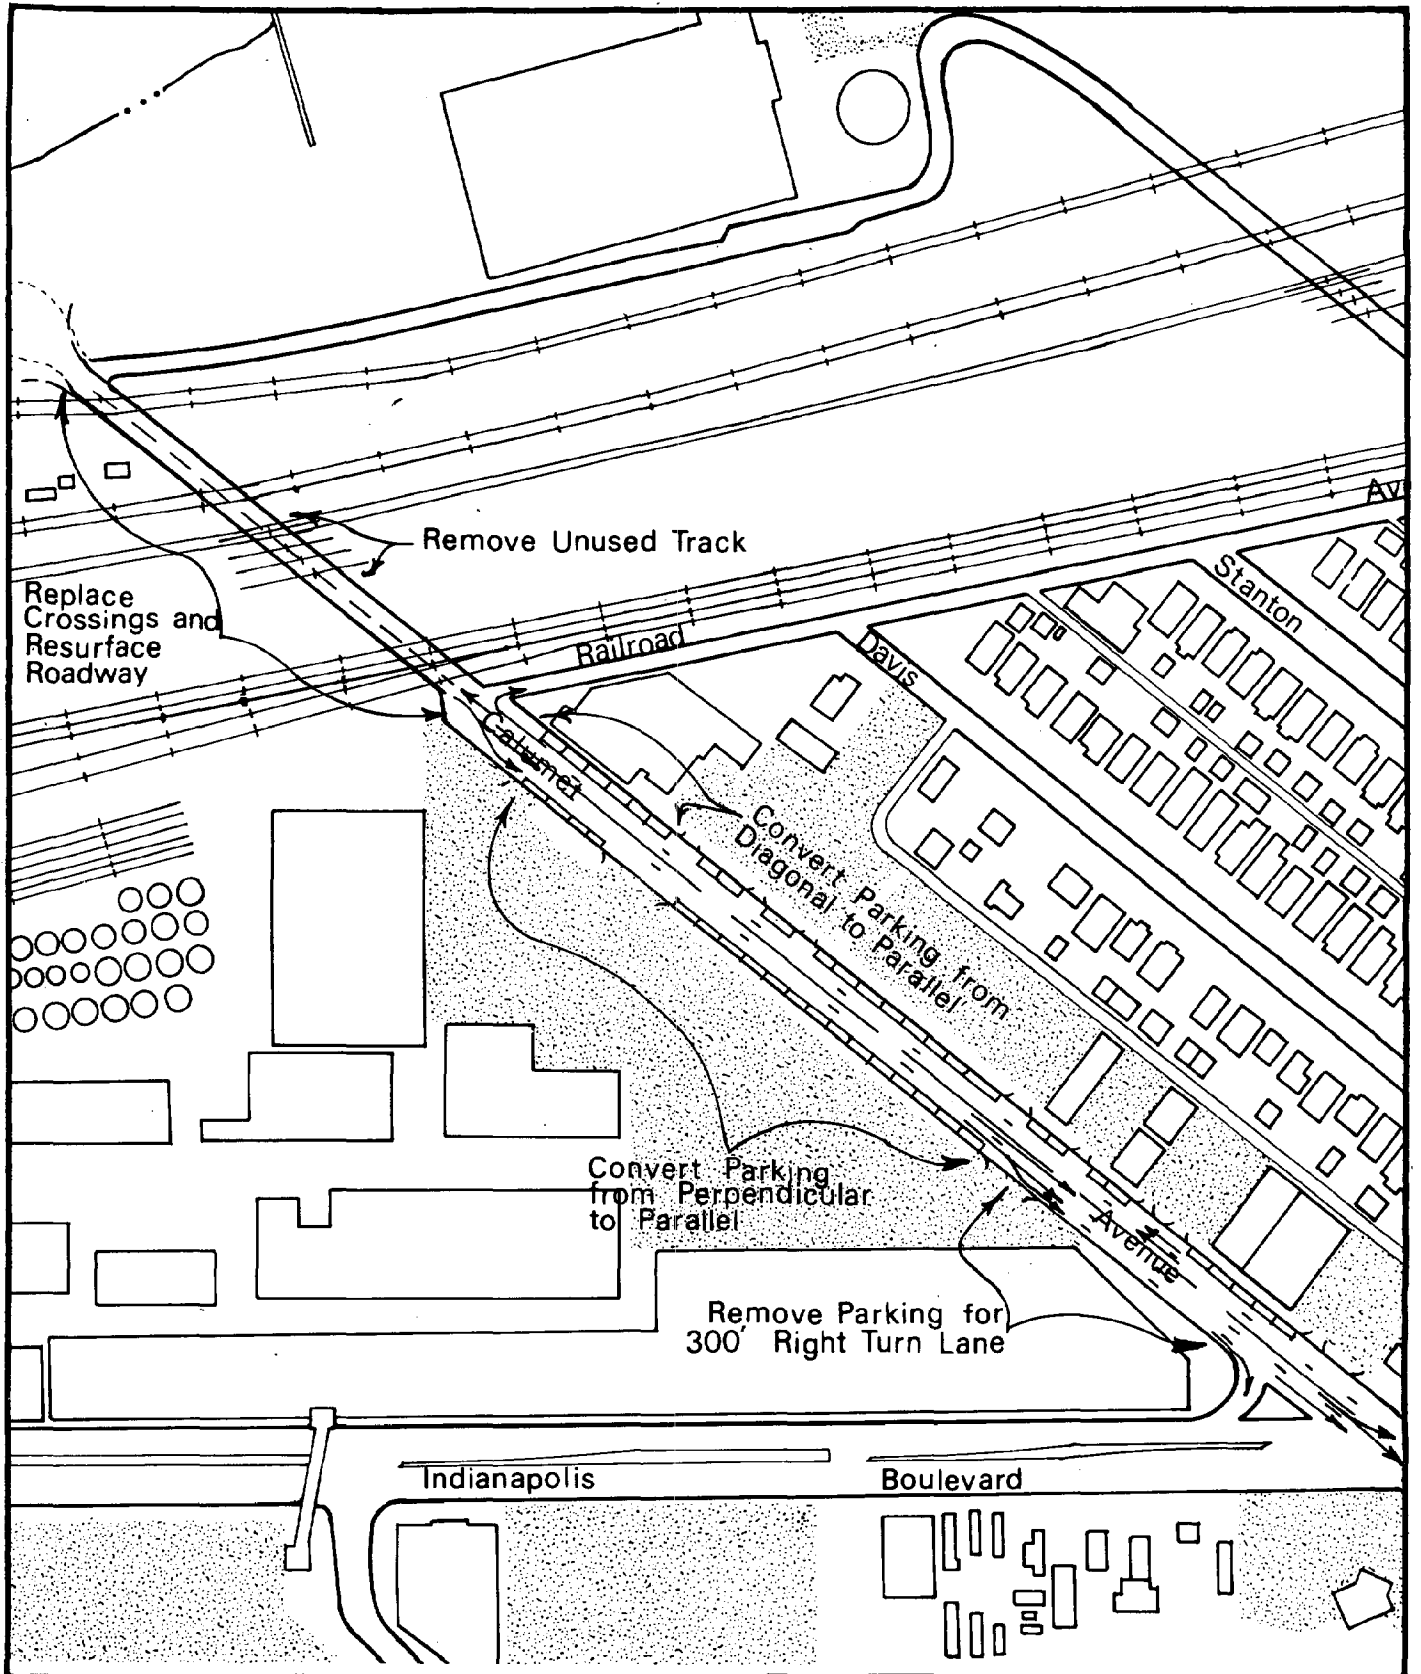 Av
Stanton
Remove Unused Track
Replace
Crossings and
Resurface
Roadway
Railroad
Davis
Calumet
Convert Parking from
Diagonal to Parallel
Convert Parking
from Perpendicular
to Parallel
Avenue
Remove Parking for
300' Right Turn Lane
Indianapolis Boulevard